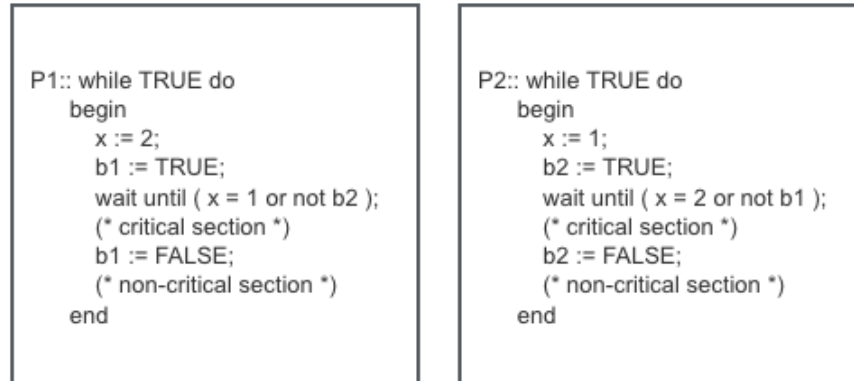 P1:: while TRUE do
begin
x := 2;
b1 := TRUE;
wait until ( x = 1 or not b2 );
(* critical section *)
b1 := FALSE;
(* non-critical section *)
end
P2:: while TRUE do
begin
x := 1;
b2 := TRUE;
wait until ( x = 2 or not b1 );
(* critical section *)
b2 := FALSE;
(* non-critical section *)
end